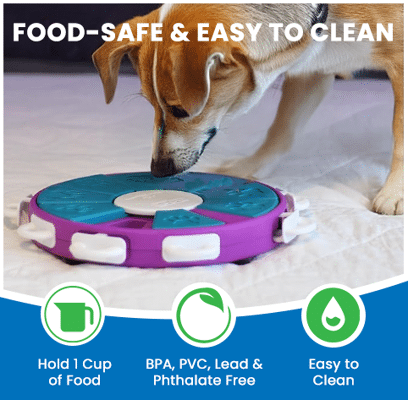 FOOD-SAFE & EASY TO CLEAN
Hold 1 Cup
of Food
BPA, PVC, Lead &
Phthalate Free
Easy to
Clean